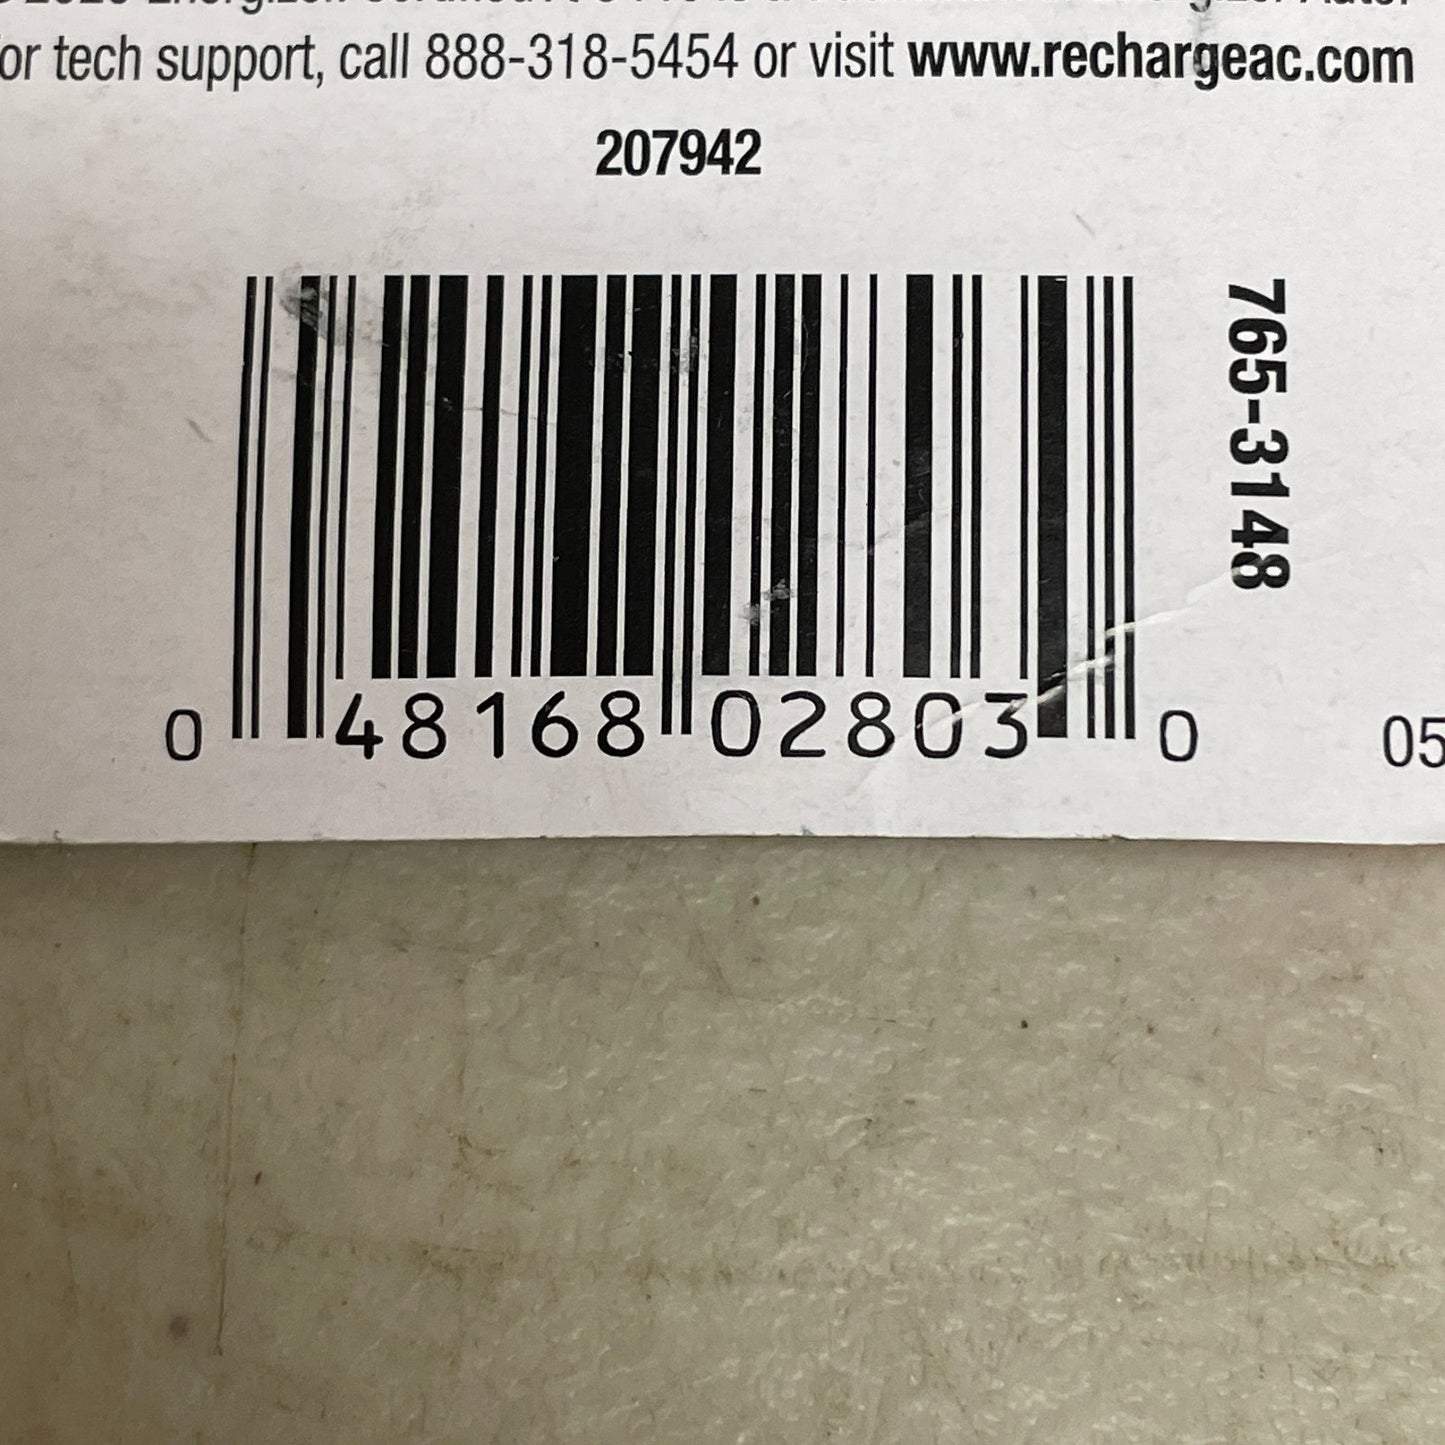 or tech support, call 888-318-5454 or visit www.rechargeac.com
207942
765-3148
0 48168 02803 0
05